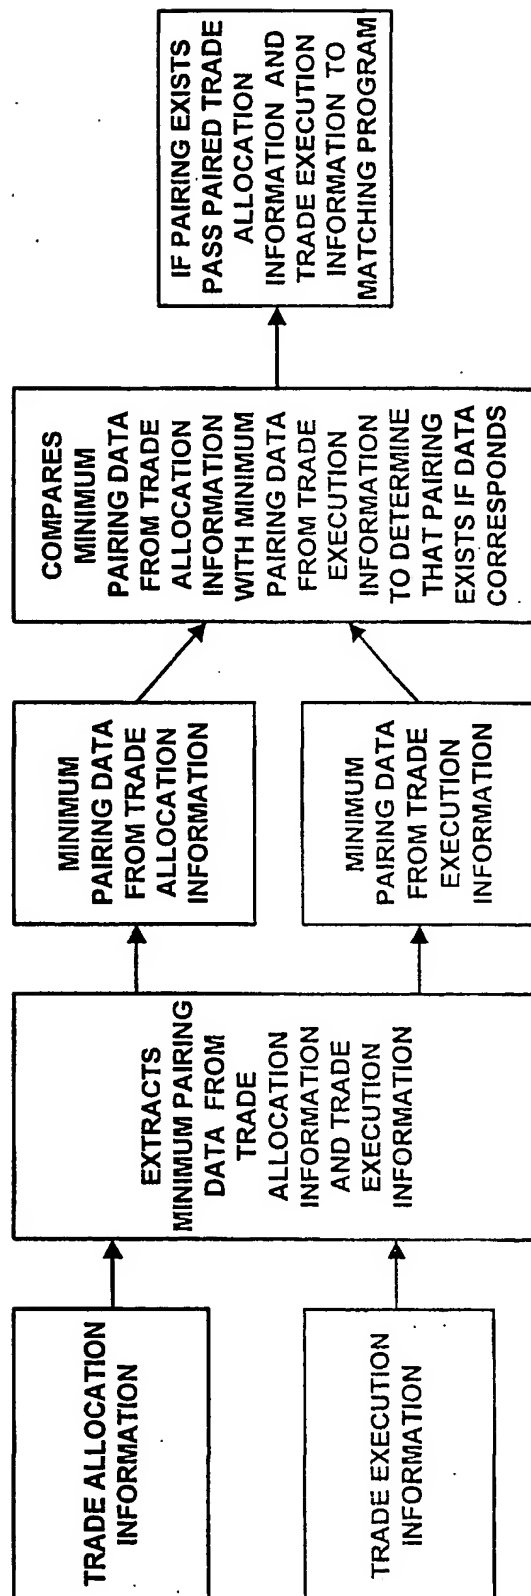 TRADE ALLOCATION
INFORMATION
TRADE EXECUTION
INFORMATION
EXTRACTS
MINIMUM PAIRING
DATA FROM
TRADE
ALLOCATION
INFORMATION
AND TRADE
EXECUTION
INFORMATION
MINIMUM
PAIRING DATA
FROM TRADE
ALLOCATION
INFORMATION
MINIMUM
PAIRING DATA
FROM TRADE
EXECUTION
INFORMATION
COMPARES
MINIMUM
PAIRING DATA
FROM TRADE
ALLOCATION
INFORMATION
WITH MINIMUM
PAIRING DATA
FROM TRADE
EXECUTION
INFORMATION
TO DETERMINE
THAT PAIRING
EXISTS IF DATA
CORRESPONDS
IF PAIRING EXISTS
PASS PAIRED TRADE
ALLOCATION
INFORMATION AND
TRADE EXECUTION
INFORMATION TO
MATCHING PROGRAM